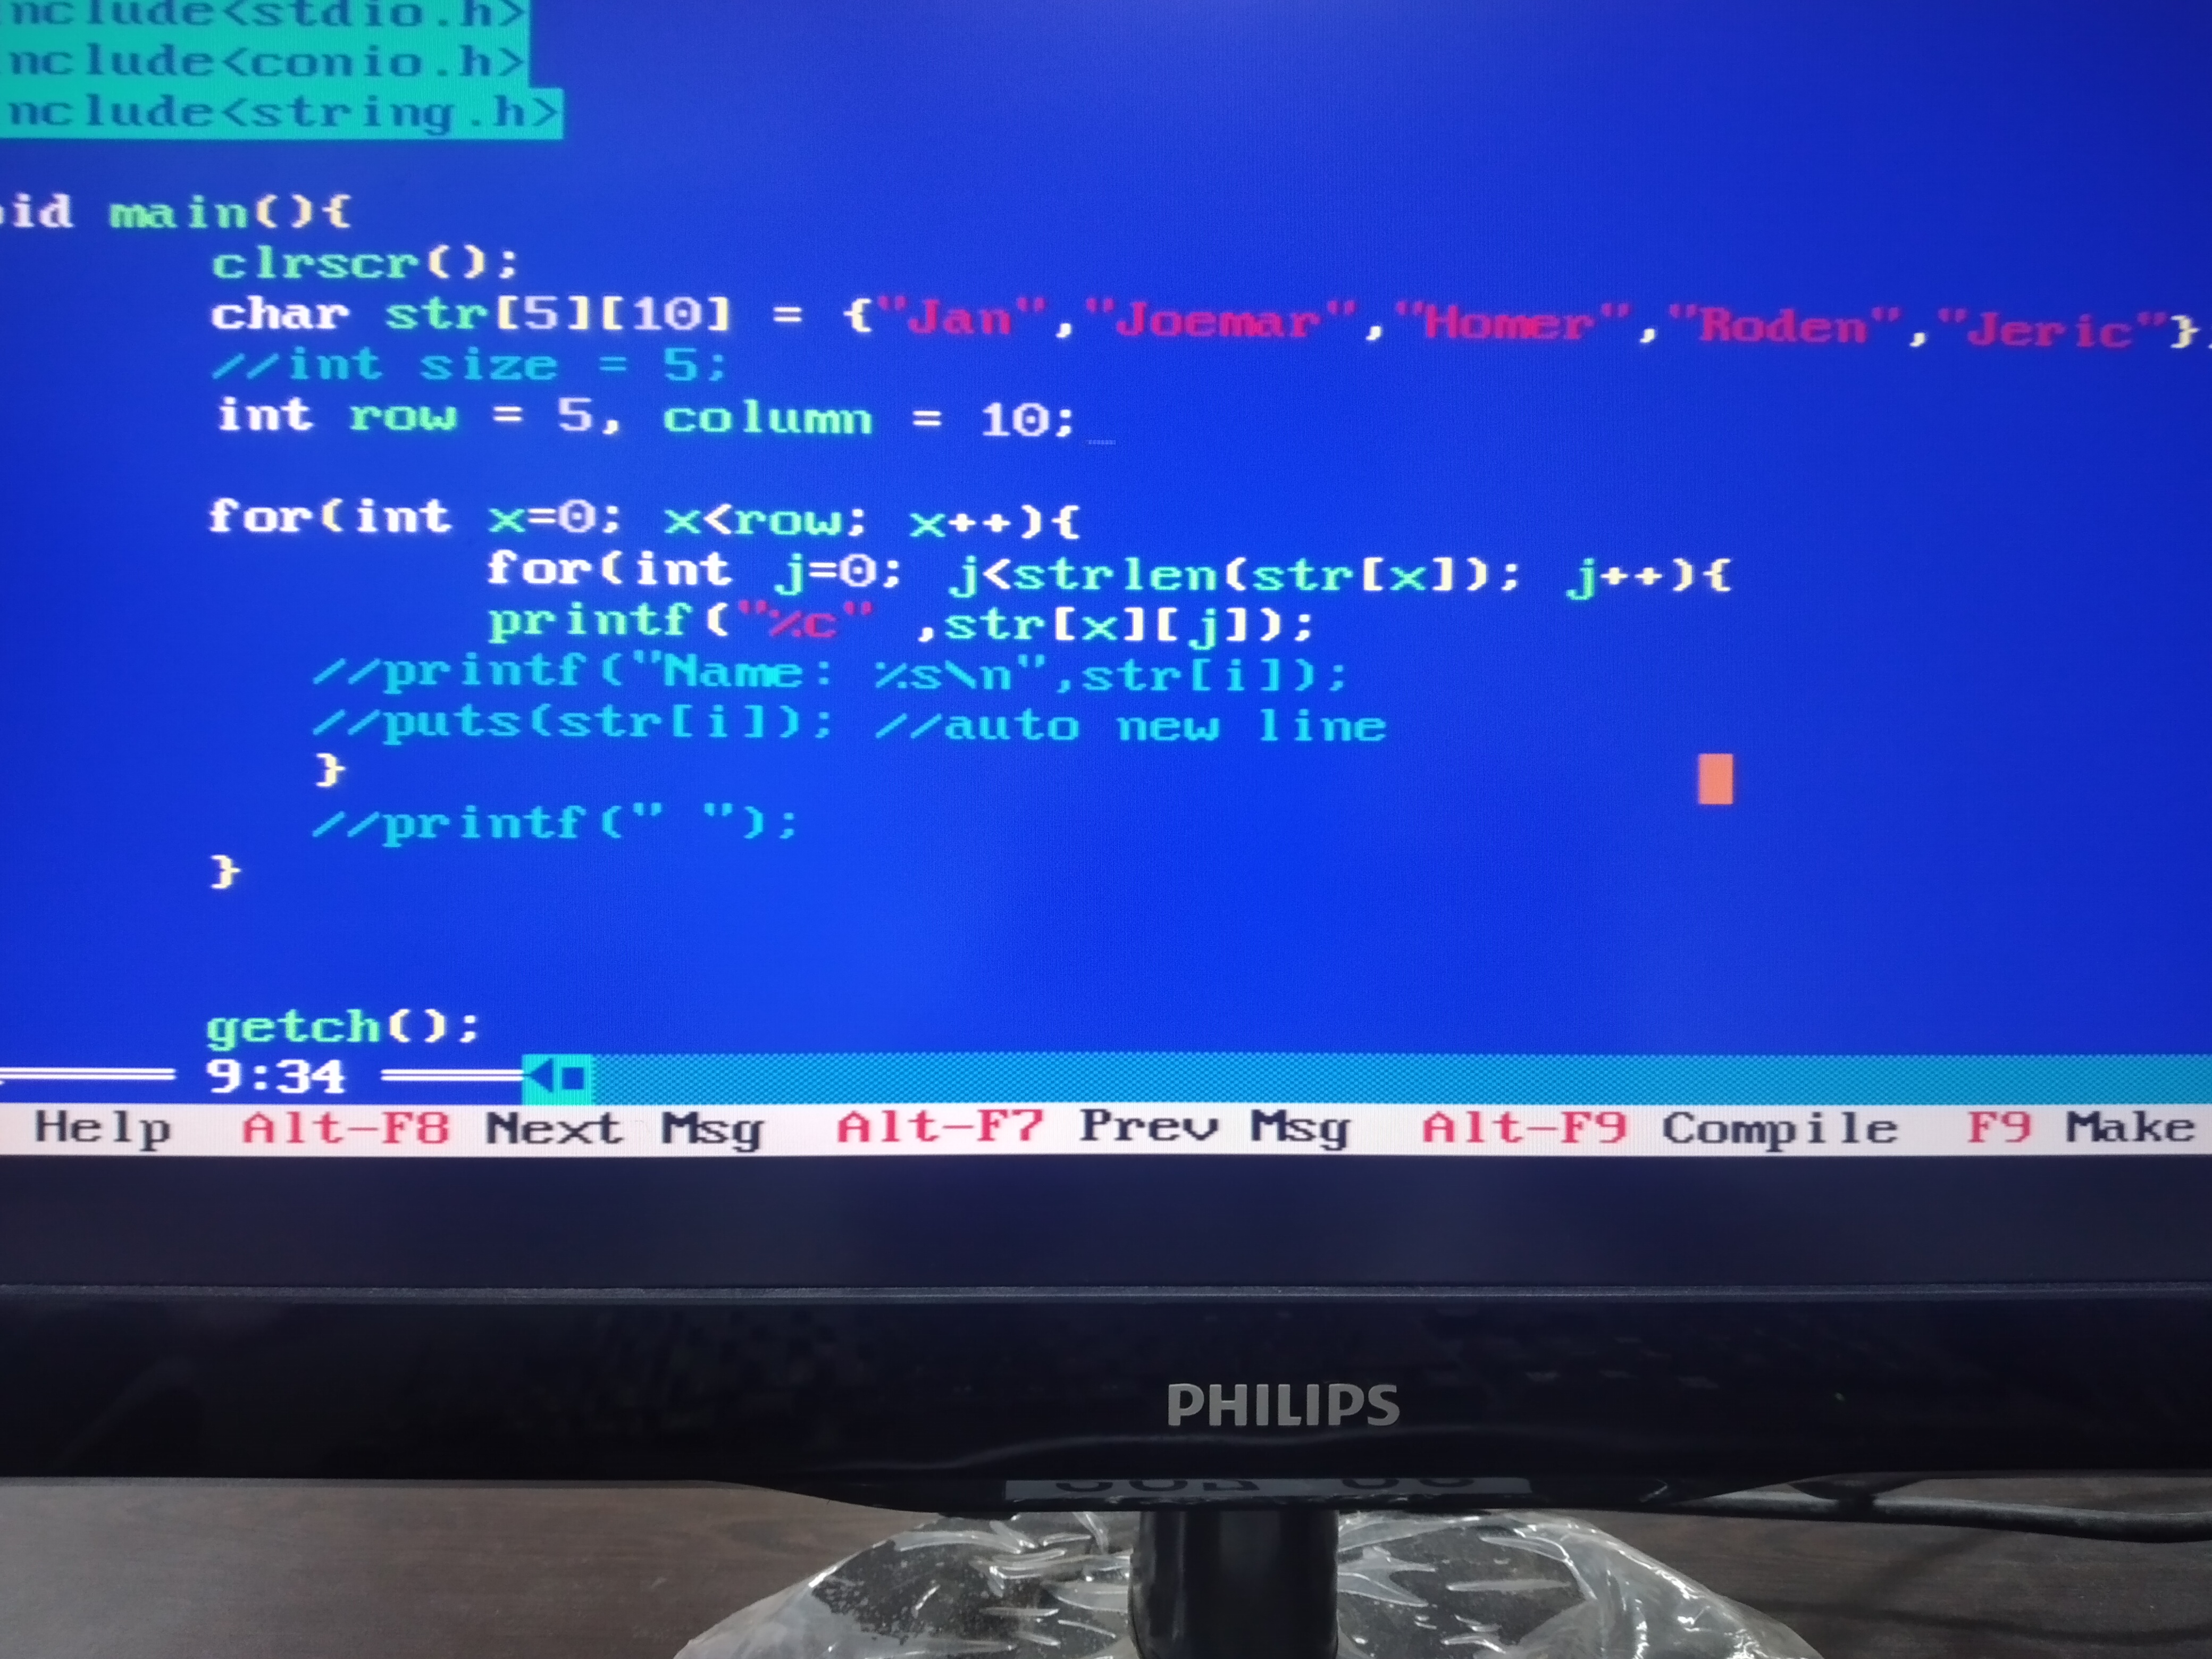 nclude<stdio.h>
nclude<conio.h>
nclude<string.h>
oid main(){
clrscr();
char str[5][10] = {"Jan","Joemar","Homer","Roden","Jeric"}
//int size = 5;
int row = 5, column = 10;
for(int x=0; x<row; x++){
for(int j=0; j<strlen(str[x]); j++){
printf("%c" ,str[x][j]);
//printf("Name: %s\n",str[i]);
//puts(str[i]); //auto new line
}
//printf(" ");
}
getch();
9:34
Help Alt-F8 Next Msg Alt-F7 Prev Msg Alt-F9 Compile F9 Make
PHILIPS